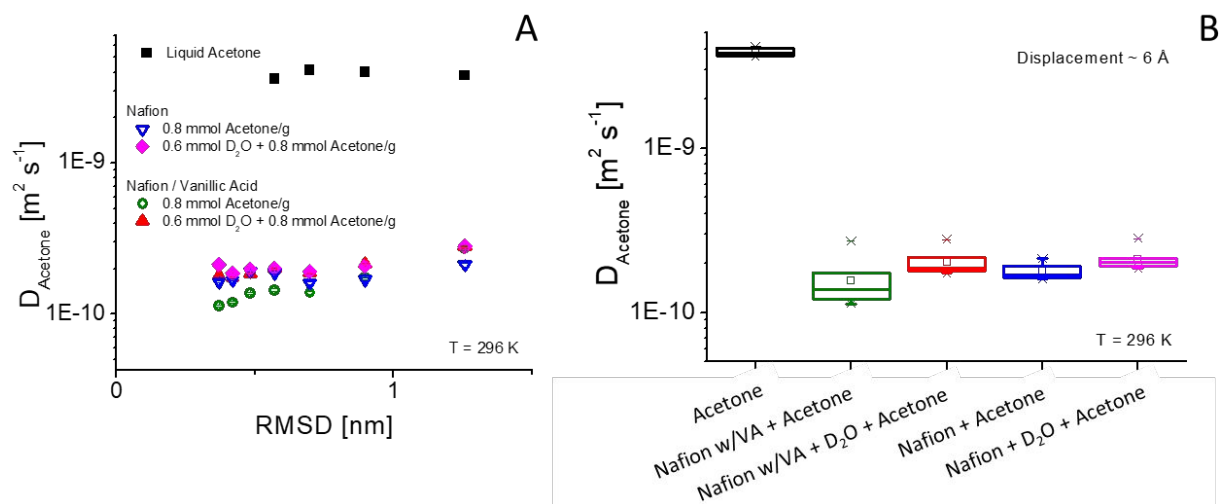 A
Liquid Acetone
Nafion
0.8 mmol Acetone/g
0.6 mmol D₂O + 0.8 mmol Acetone/g
Nafion / Vanillic Acid
0.8 mmol Acetone/g
0.6 mmol D₂O + 0.8 mmol Acetone/g
D_Acetone [m² s⁻¹]
1E-9
1E-10
T = 296 K
0
1
RMSD [nm]
B
Displacement ~ 6 Å
D_Acetone [m² s⁻¹]
1E-9
1E-10
T = 296 K
Acetone
Nafion w/VA + Acetone
Nafion w/VA + D₂O + Acetone
Nafion + Acetone
Nafion + D₂O + Acetone